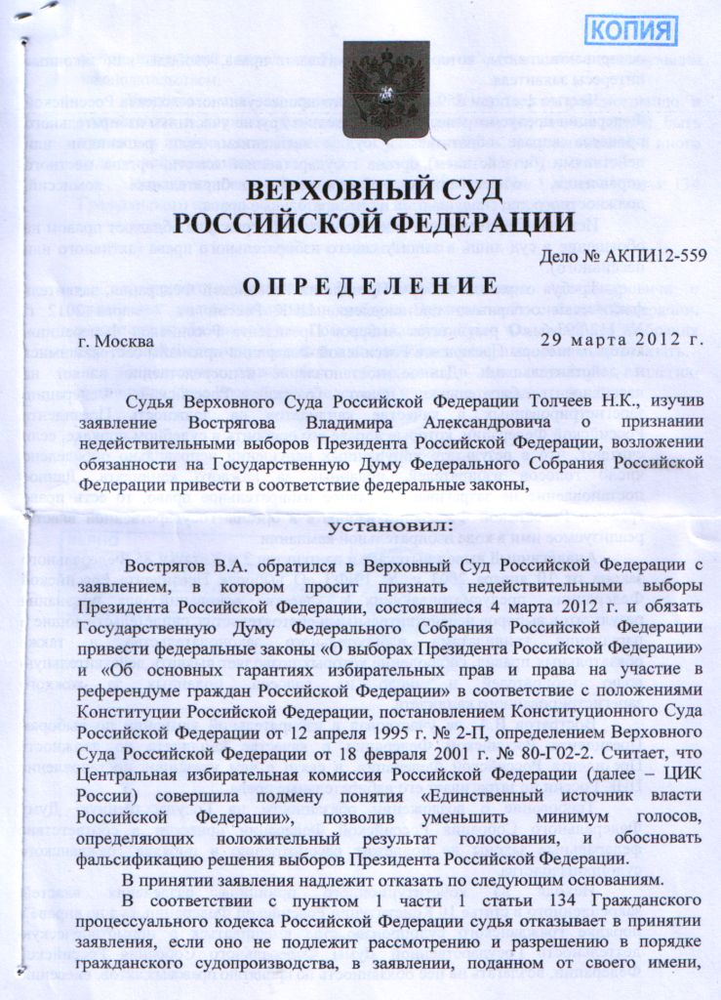 КОПИЯ
ВЕРХОВНЫЙ СУД
РОССИЙСКОЙ ФЕДЕРАЦИИ
Дело № АКПИ12-559
О П Р Е Д Е Л Е Н И Е
г. Москва 29 марта 2012 г.
Судья Верховного Суда Российской Федерации Толчеев Н.К., изучив
заявление Вострягова Владимира Александровича о признании
недействительными выборов Президента Российской Федерации, возложении
обязанности на Государственную Думу Федерального Собрания Российской
Федерации привести в соответствие федеральные законы,
установил:
Вострягов В.А. обратился в Верховный Суд Российской Федерации с
заявлением, в котором просит признать недействительными выборы
Президента Российской Федерации, состоявшиеся 4 марта 2012 г. и обязать
Государственную Думу Федерального Собрания Российской Федерации
привести федеральные законы «О выборах Президента Российской Федерации»
и «Об основных гарантиях избирательных прав и права на участие в
референдуме граждан Российской Федерации» в соответствие с положениями
Конституции Российской Федерации, постановлением Конституционного Суда
Российской Федерации от 12 апреля 1995 г. № 2-П, определением Верховного
Суда Российской Федерации от 18 февраля 2001 г. № 80-Г02-2. Считает, что
Центральная избирательная комиссия Российской Федерации (далее – ЦИК
России) совершила подмену понятия «Единственный источник власти
Российской Федерации», позволяющую уменьшить минимум голосов,
определяющих положительный результат голосования, и обосновать
фальсификацию решения выборов Президента Российской Федерации.
В принятии заявления надлежит отказать по следующим основаниям.
В соответствии с пунктом 1 части 1 статьи 134 Гражданского
процессуального кодекса Российской Федерации судья отказывает в принятии
заявления, если оно не подлежит рассмотрению и разрешению в порядке
гражданского судопроизводства, в заявлении, поданном от своего имени,